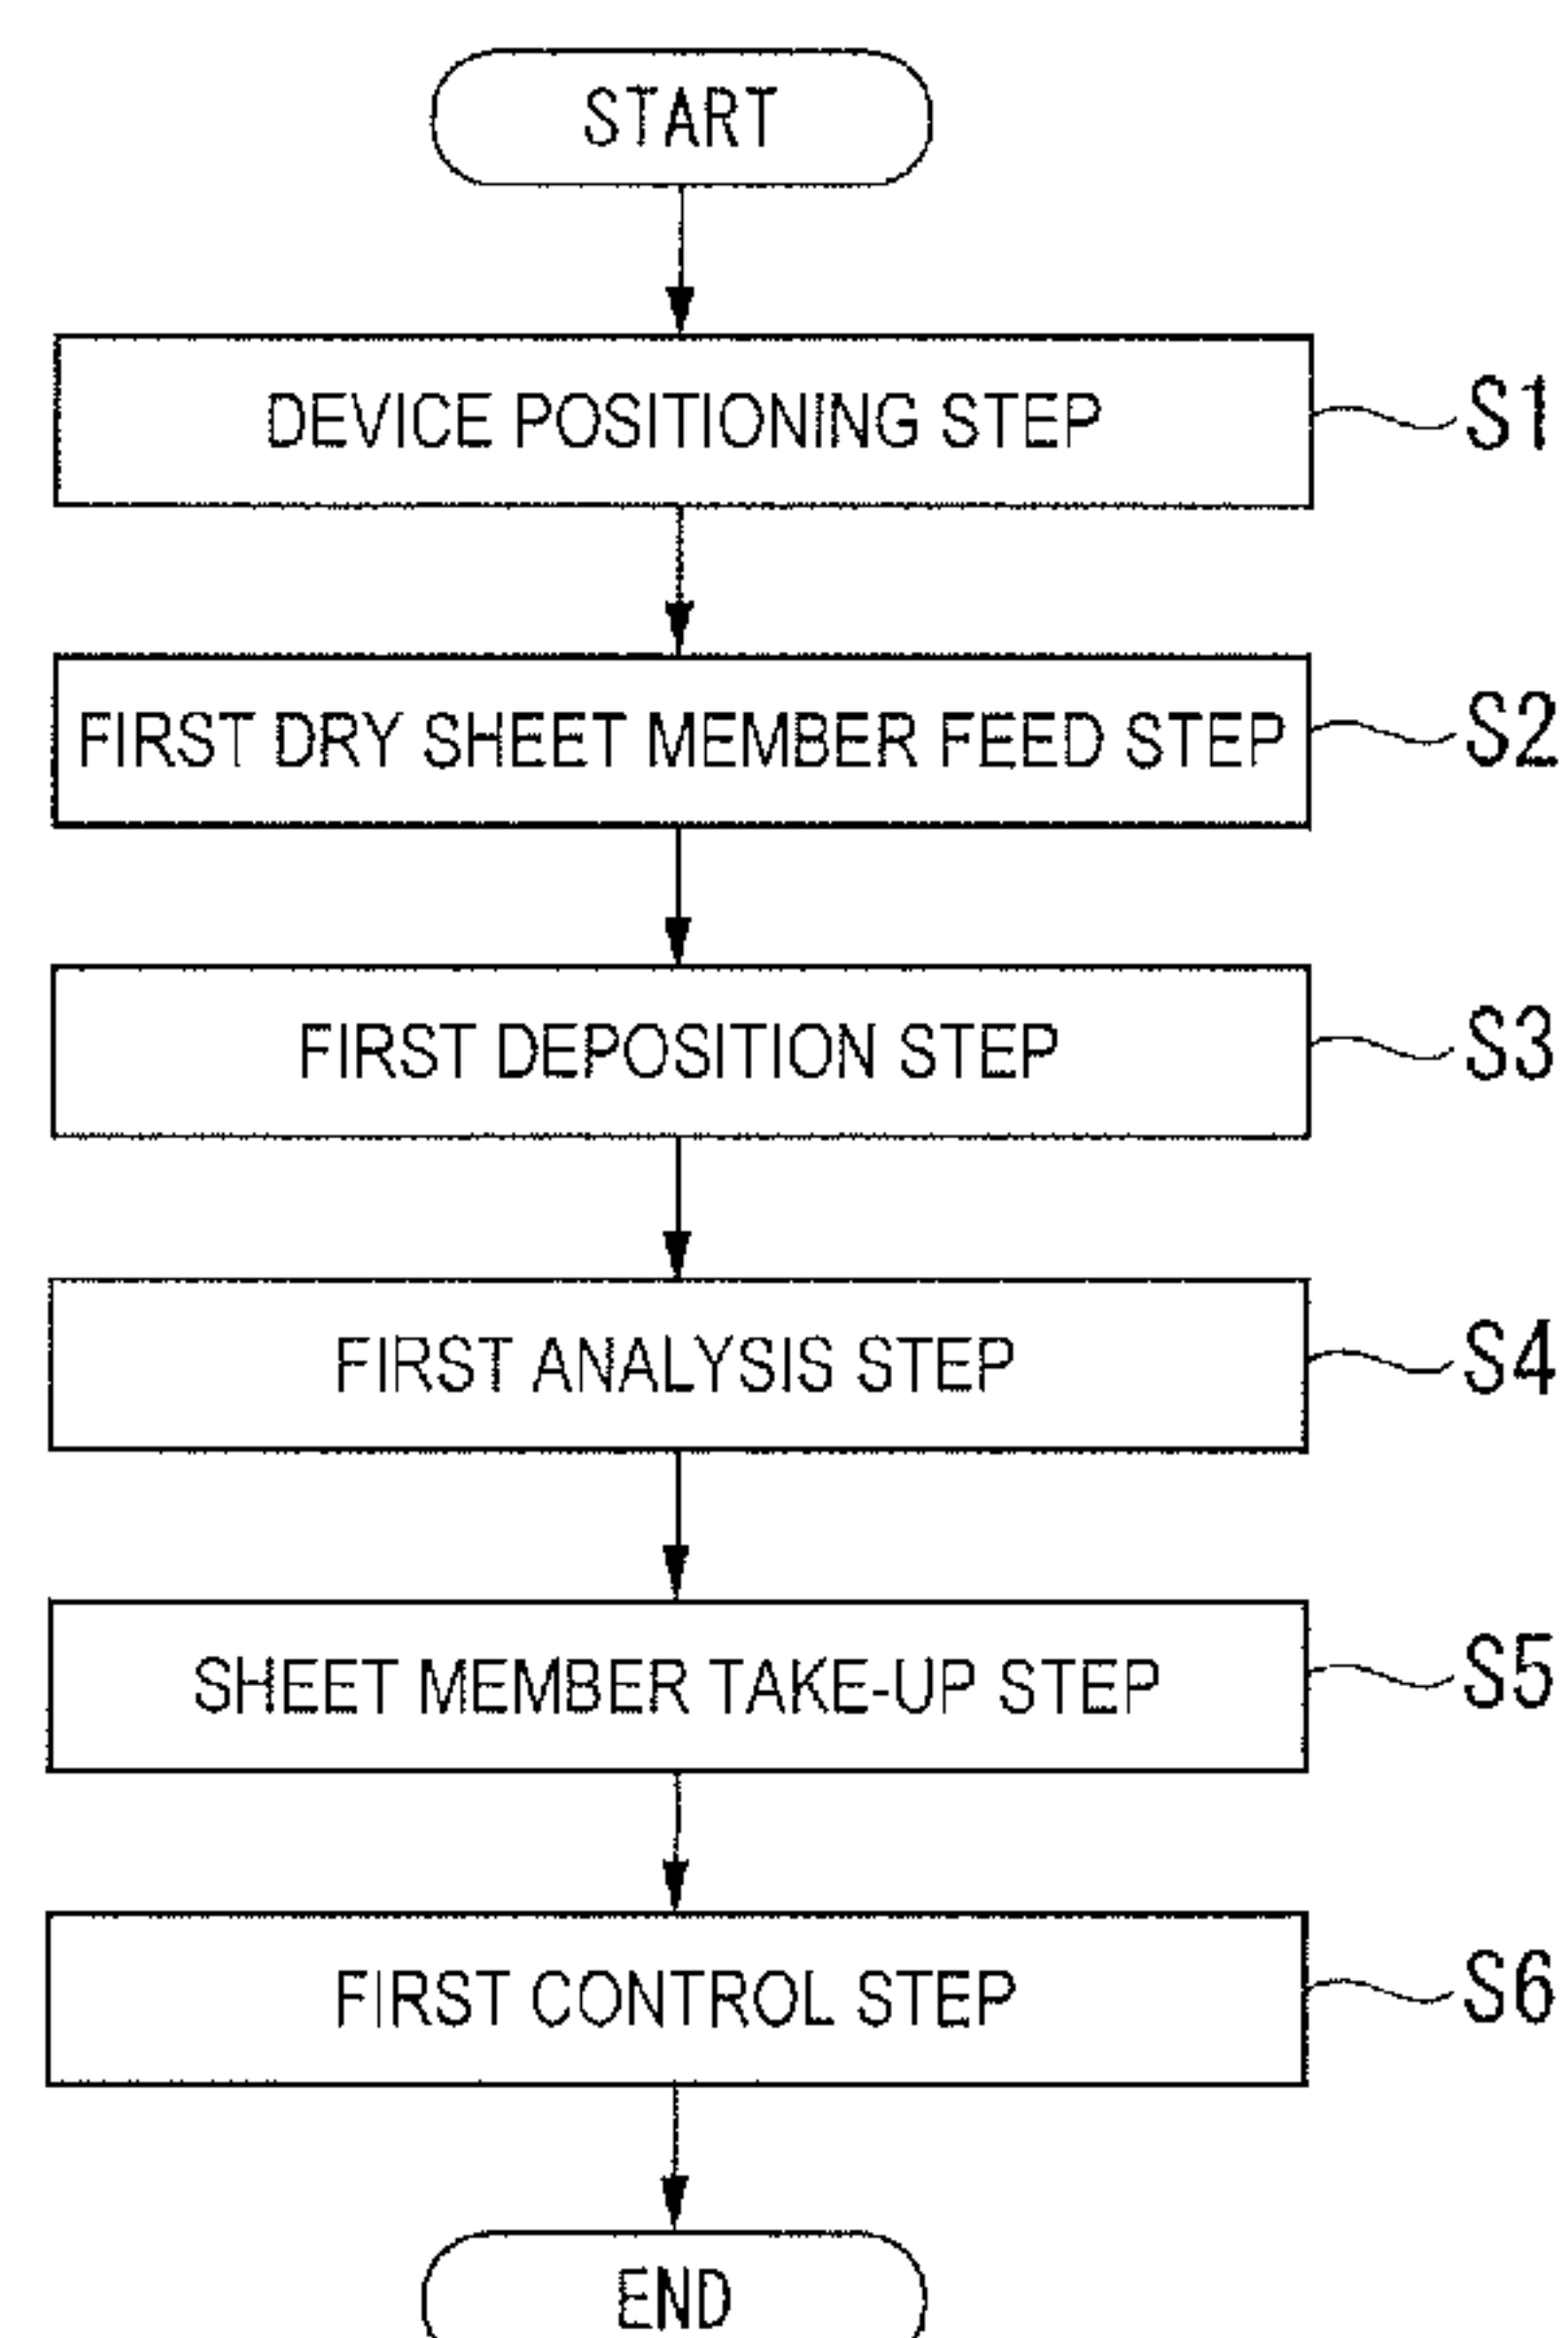 START
DEVICE POSITIONING STEP S1
FIRST DRY SHEET MEMBER FEED STEP S2
FIRST DEPOSITION STEP S3
FIRST ANALYSIS STEP S4
SHEET MEMBER TAKE-UP STEP S5
FIRST CONTROL STEP S6
END